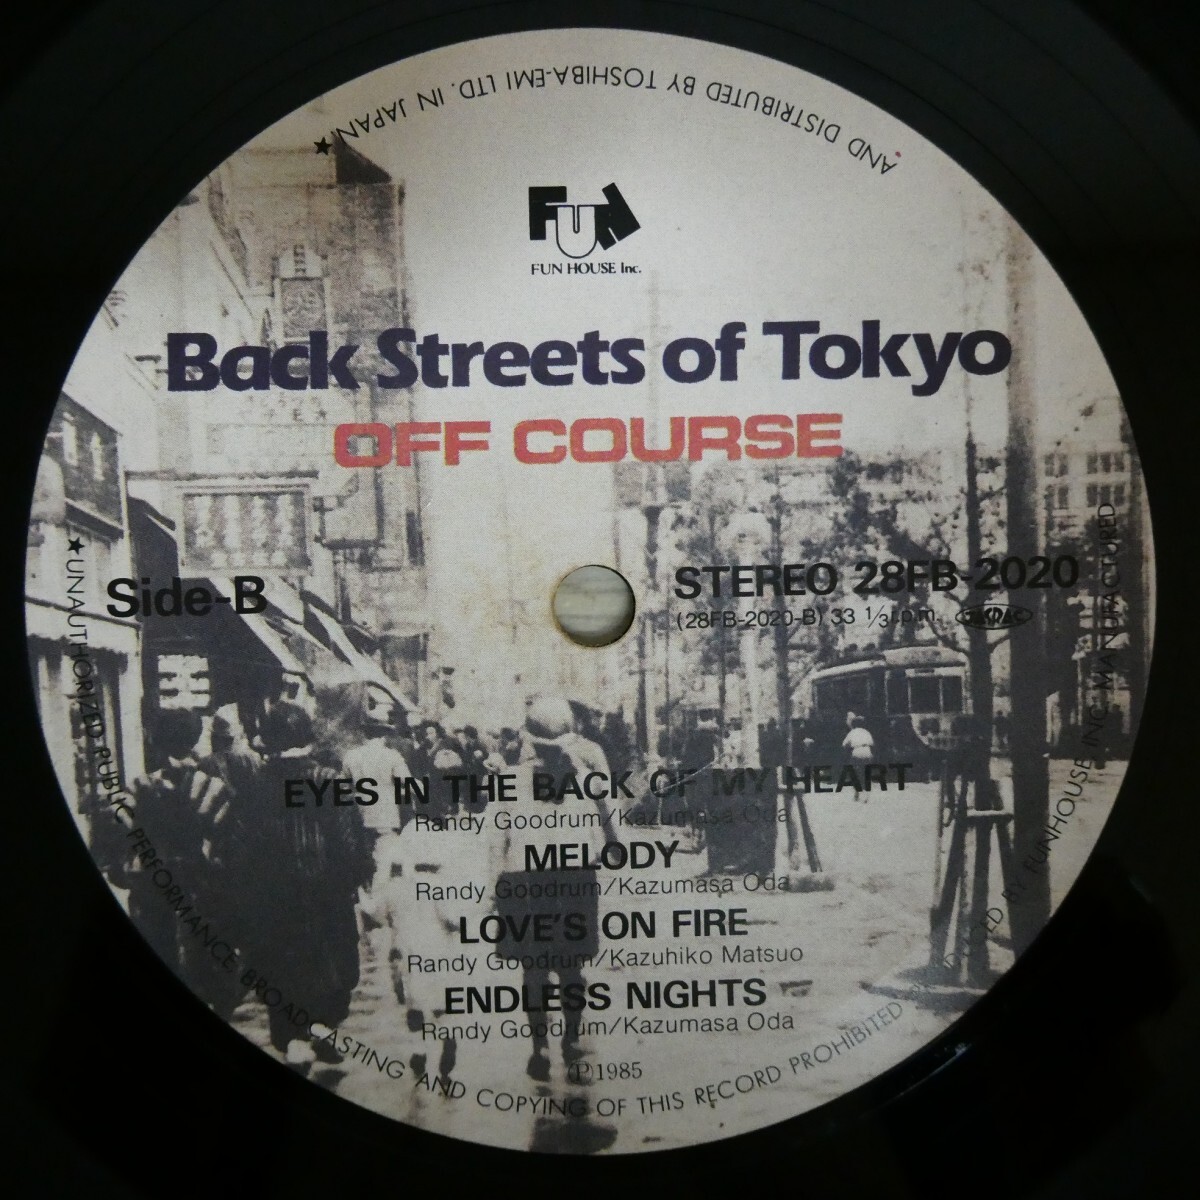 FUN
FUN HOUSE Inc.
Back Streets of Tokyo
OFF COURSE
Side-B
STEREO 28FB-2020
(28FB-2020-B) 33 1/3 r.p.m.
EYES IN THE BACK OF MY HEART
Randy Goodrum/Kazumasa Oda
MELODY
Randy Goodrum/Kazumasa Oda
LOVE'S ON FIRE
Randy Goodrum/Kazuhiko Matsuo
ENDLESS NIGHTS
Randy Goodrum/Kazumasa Oda
Ⓟ1985
★UNAUTHORIZED PUBLIC PERFORMANCE BROADCASTING AND COPYING OF THIS RECORD PROHIBITED PRODUCED BY FUNHOUSE INC. MANUFACTURED AND DISTRIBUTED BY TOSHIBA-EMI LTD. IN JAPAN★